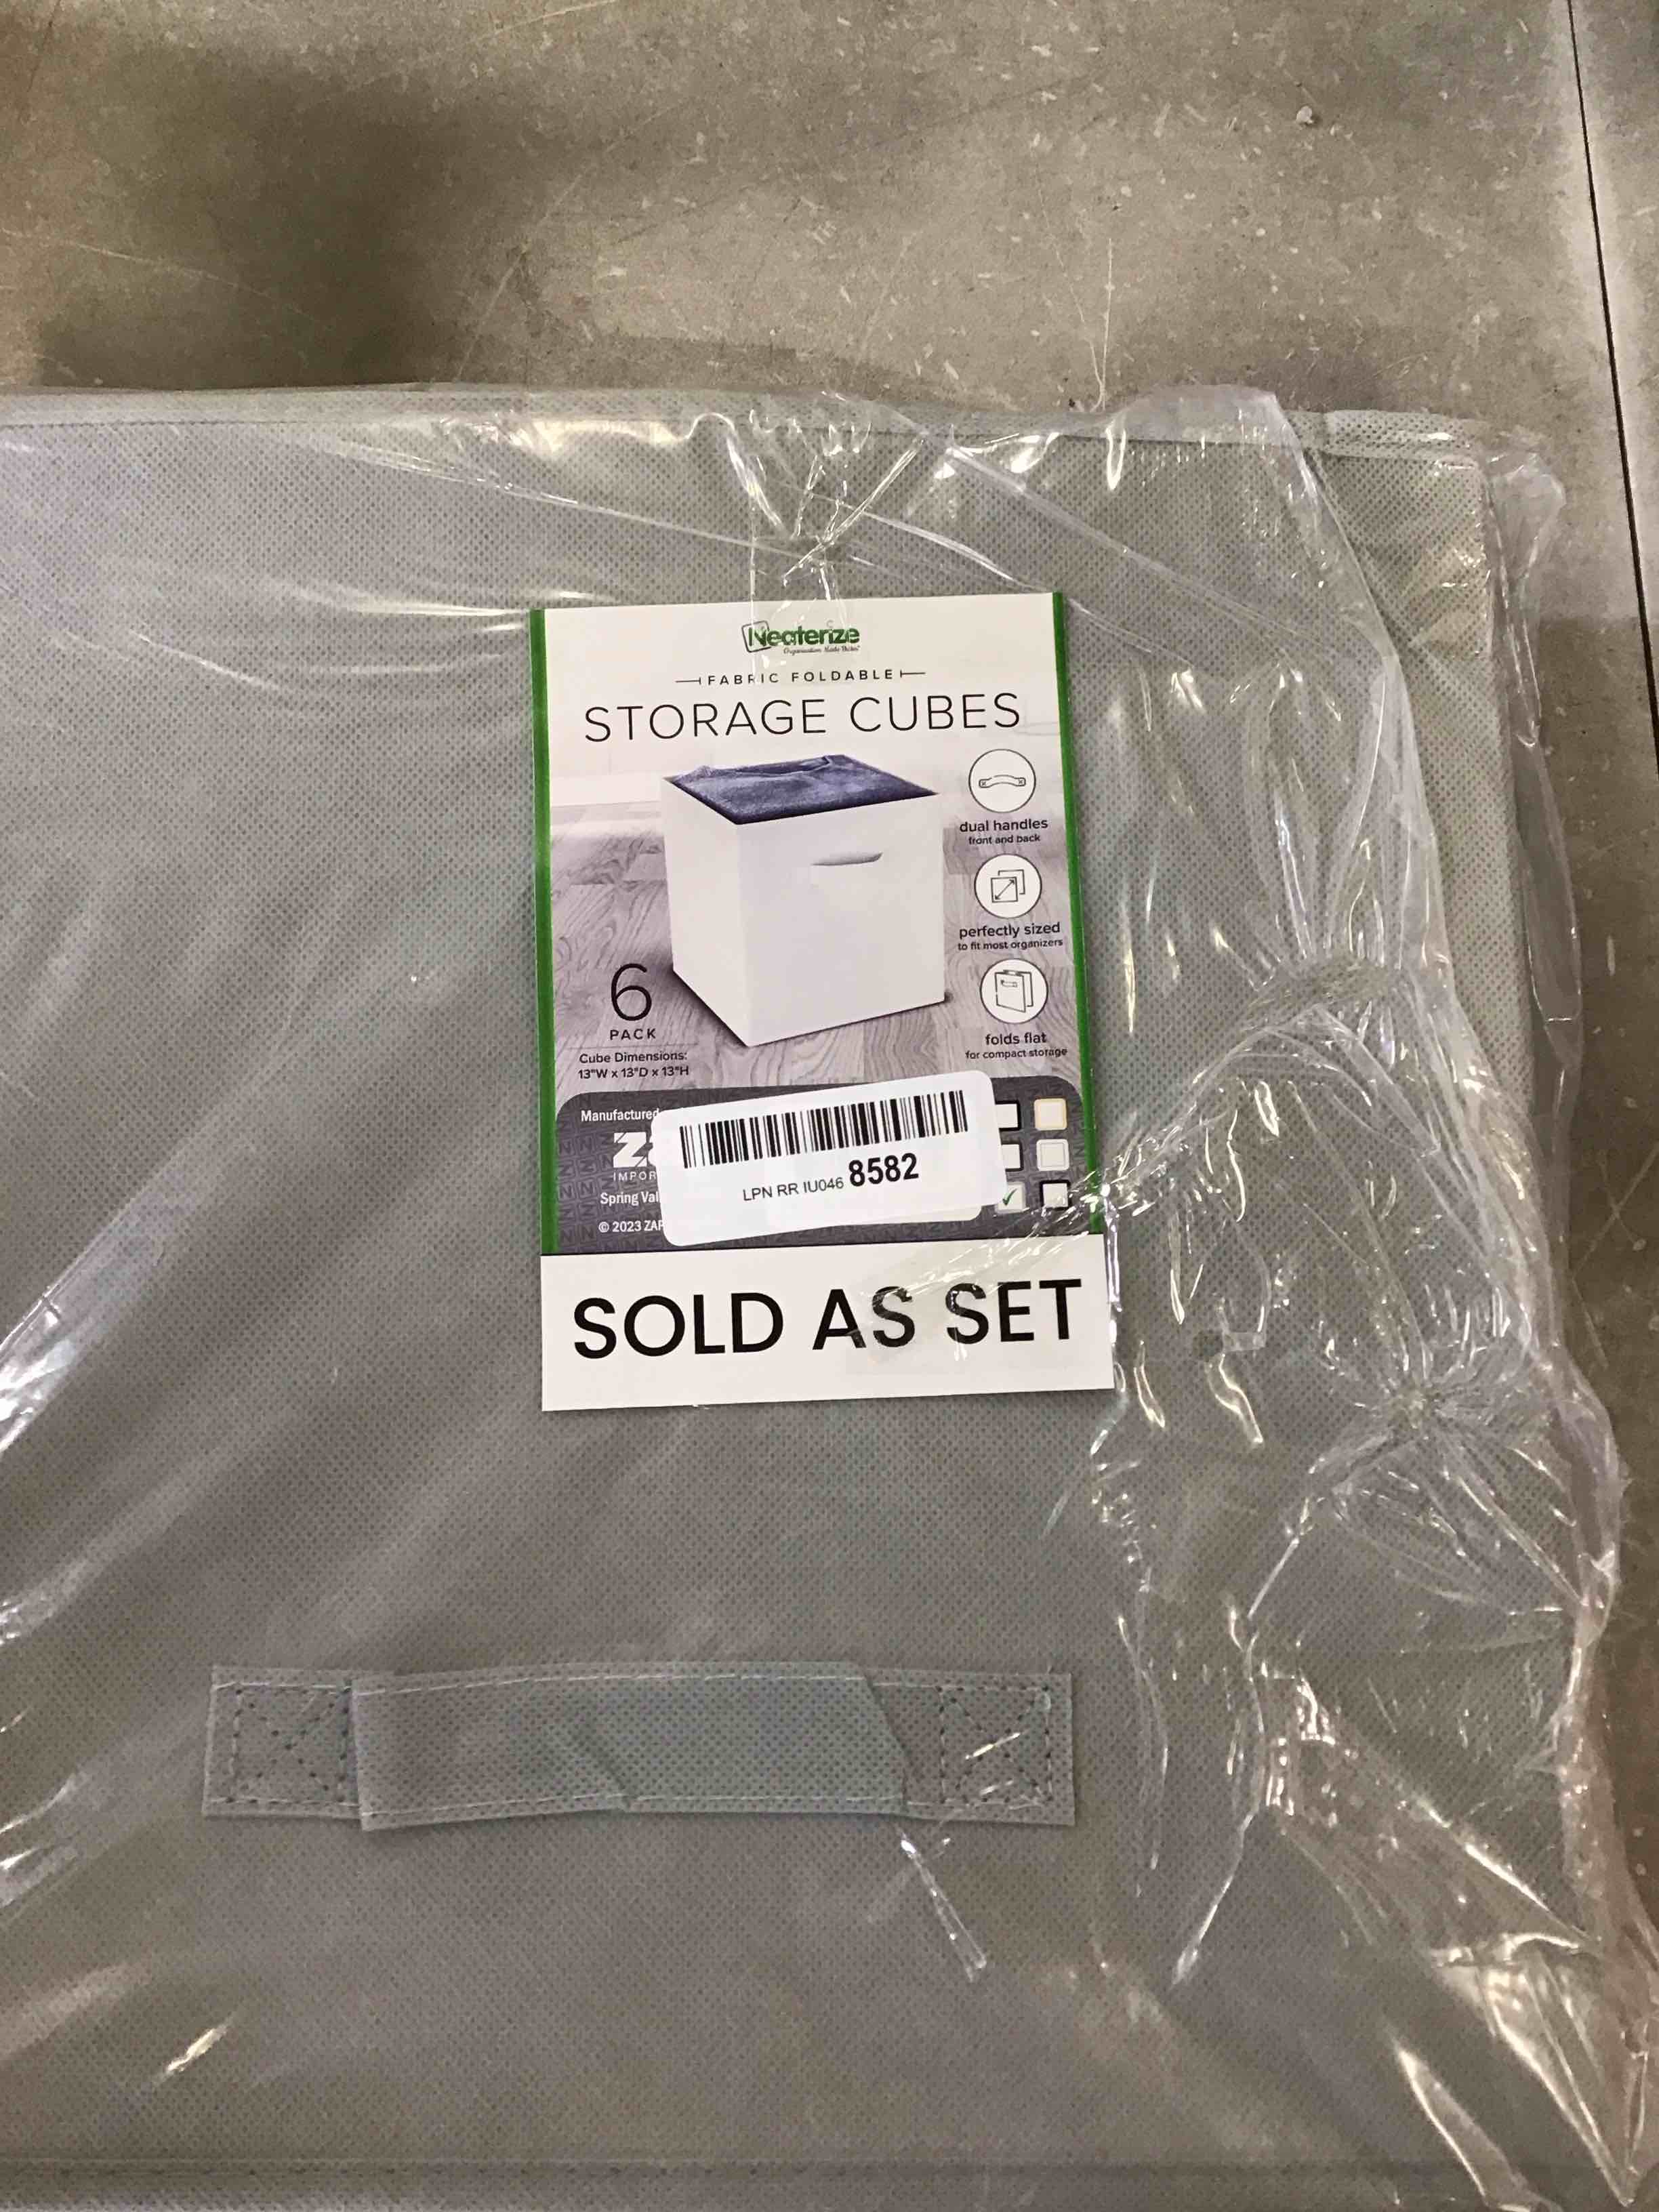 Neaterize
FABRIC FOLDABLE
STORAGE CUBES
dual handles
front and back
perfectly sized
to fit most organizers
6
PACK
folds flat
for compact storage
Cube Dimensions:
13"W x 13"D x 13"H
Manufactured
IMPOR
Spring Val
© 2023 ZAF
LPN RR IU046 8582
SOLD AS SET